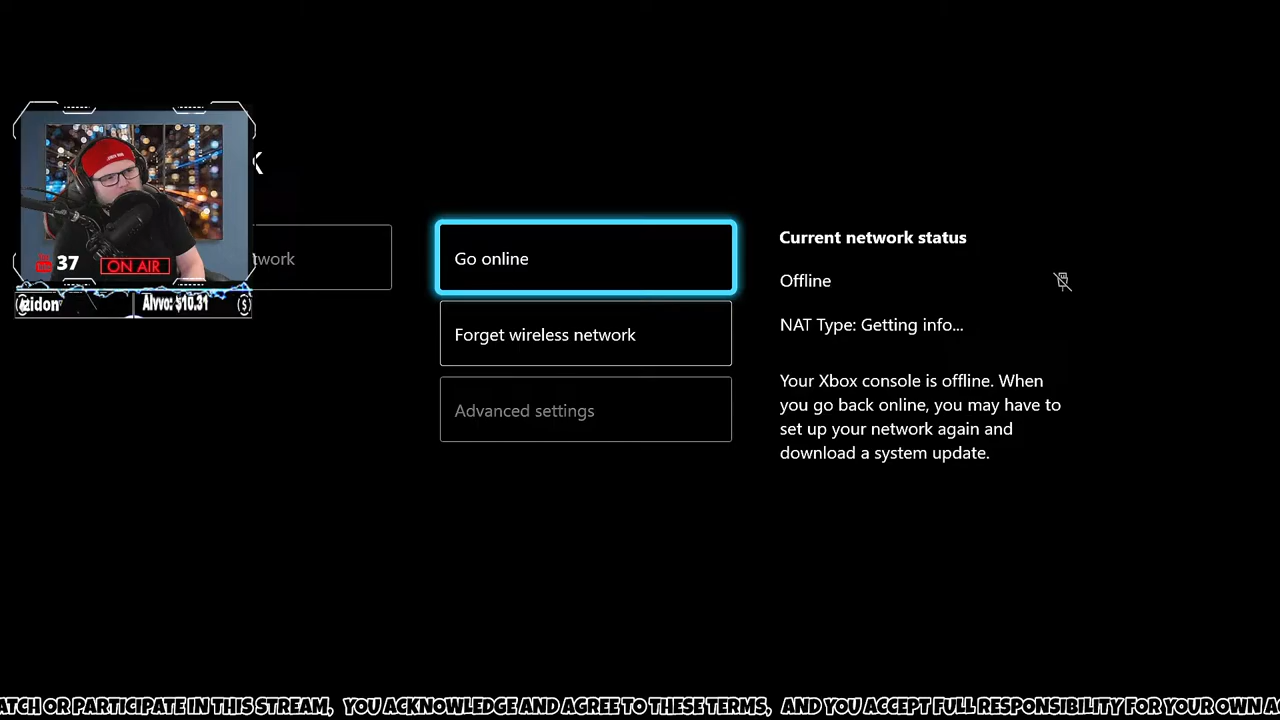 K
twork
37
ON AIR
zidon
Alvvo: $10.31
Go online
Forget wireless network
Advanced settings
Current network status
Offline
NAT Type: Getting info...
Your Xbox console is offline. When
you go back online, you may have to
set up your network again and
download a system update.
ATCH OR PARTICIPATE IN THIS STREAM, YOU ACKNOWLEDGE AND AGREE TO THESE TERMS, AND YOU ACCEPT FULL RESPONSIBILITY FOR YOUR OWN A